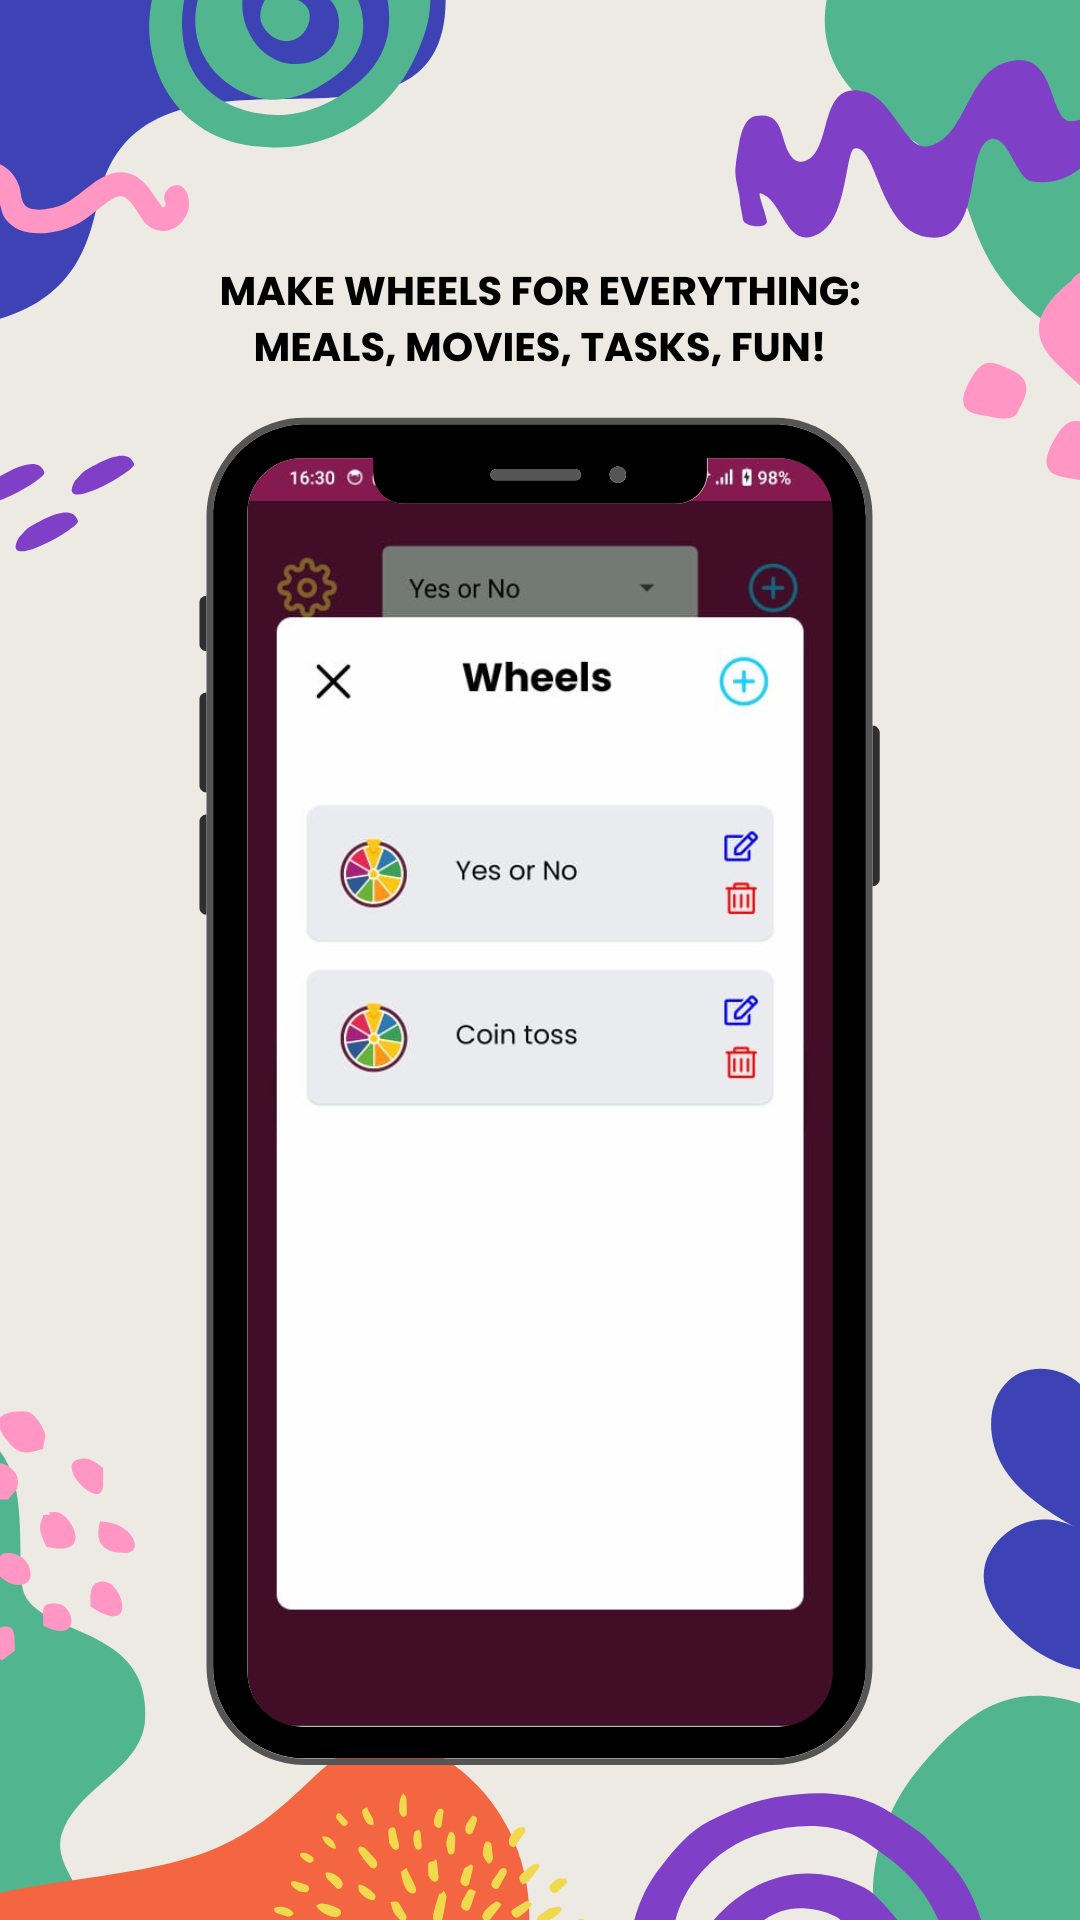 MAKE WHEELS FOR EVERYTHING:
MEALS, MOVIES, TASKS, FUN!
16:30 98%
Yes or No
Wheels
Yes or No
Coin toss